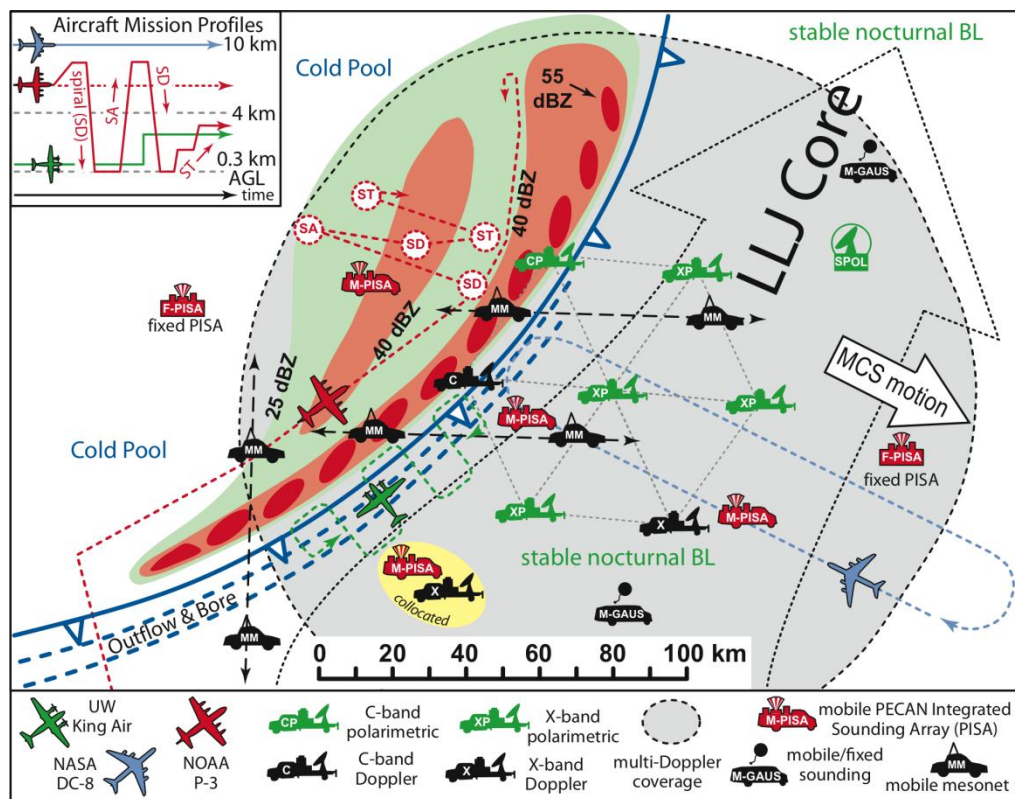 Aircraft Mission Profiles
10 km
4 km
0.3 km
AGL
time
spiral (SD)
SA
SD
ST
Cold Pool
stable nocturnal BL
55
dBZ
LLJ Core
M-GAUS
SPOL
40 dBZ
ST
SA
SD
ST
SD
CP
XP
M-PISA
F-PISA
fixed PISA
MM
MM
40 dBZ
25 dBZ
C
XP
XP
MCS motion
M-PISA
MM
MM
MM
F-PISA
fixed PISA
Cold Pool
XP
X
M-PISA
stable nocturnal BL
M-PISA
X
collocated
M-GAUS
Outflow & Bore
MM
0 20 40 60 80 100 km
UW
King Air
NASA
DC-8
NOAA
P-3
CP
C-band
polarimetric
C
C-band
Doppler
XP
X-band
polarimetric
X
X-band
Doppler
multi-Doppler
coverage
M-PISA
mobile PECAN Integrated
Sounding Array (PISA)
M-GAUS
mobile/fixed
sounding
MM
mobile mesonet